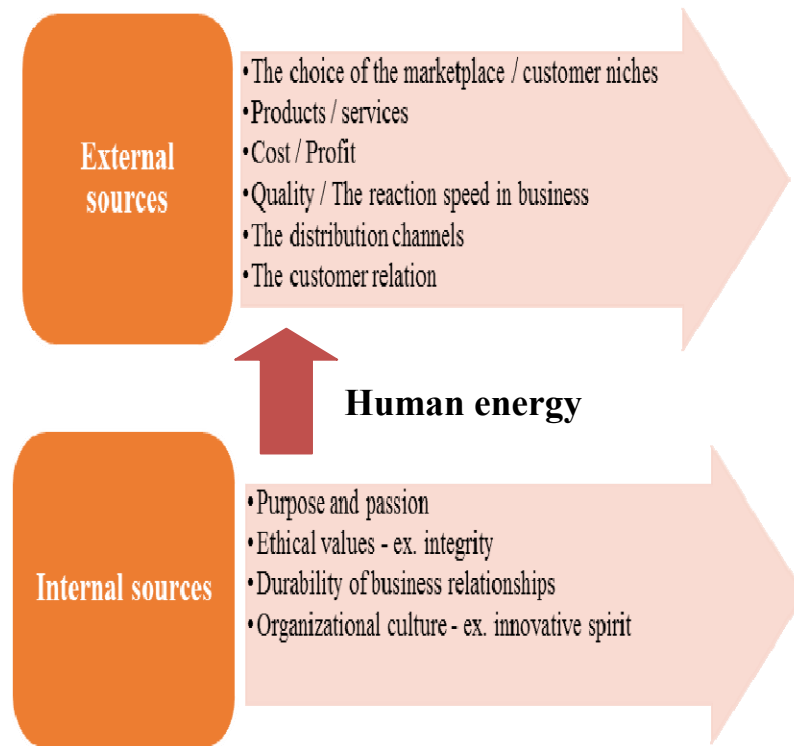 External
sources
•The choice of the marketplace / customer niches
•Products / services
•Cost / Profit
•Quality / The reaction speed in business
•The distribution channels
•The customer relation
Human energy
Internal sources
•Purpose and passion
•Ethical values - ex. integrity
•Durability of business relationships
•Organizational culture - ex. innovative spirit